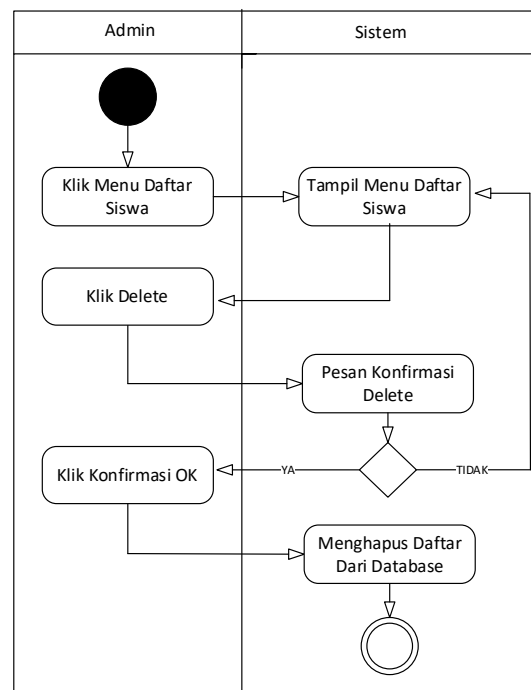 Admin
Sistem
Klik Menu Daftar
Siswa
Tampil Menu Daftar
Siswa
Klik Delete
Pesan Konfirmasi
Delete
Klik Konfirmasi OK
YA
TIDAK
Menghapus Daftar
Dari Database